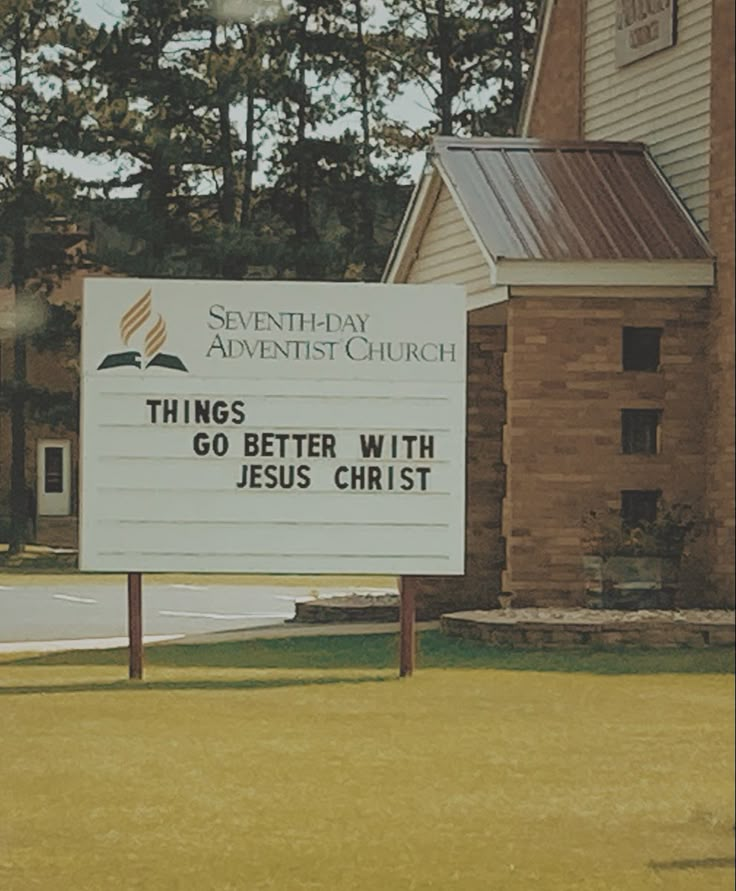 SEVENTH-DAY
ADVENTIST CHURCH
THINGS
GO BETTER WITH
JESUS CHRIST